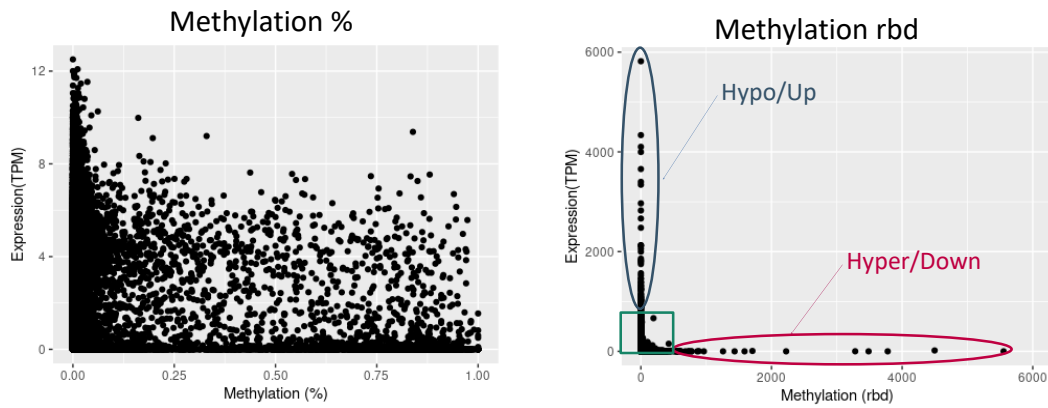 Methylation %
12
8
4
0
Expression(TPM)
0.00 0.25 0.50 0.75 1.00
Methylation (%)
Methylation rbd
6000
4000
2000
0
Expression(TPM)
Hypo/Up
Hyper/Down
0 2000 4000 6000
Methylation (rbd)